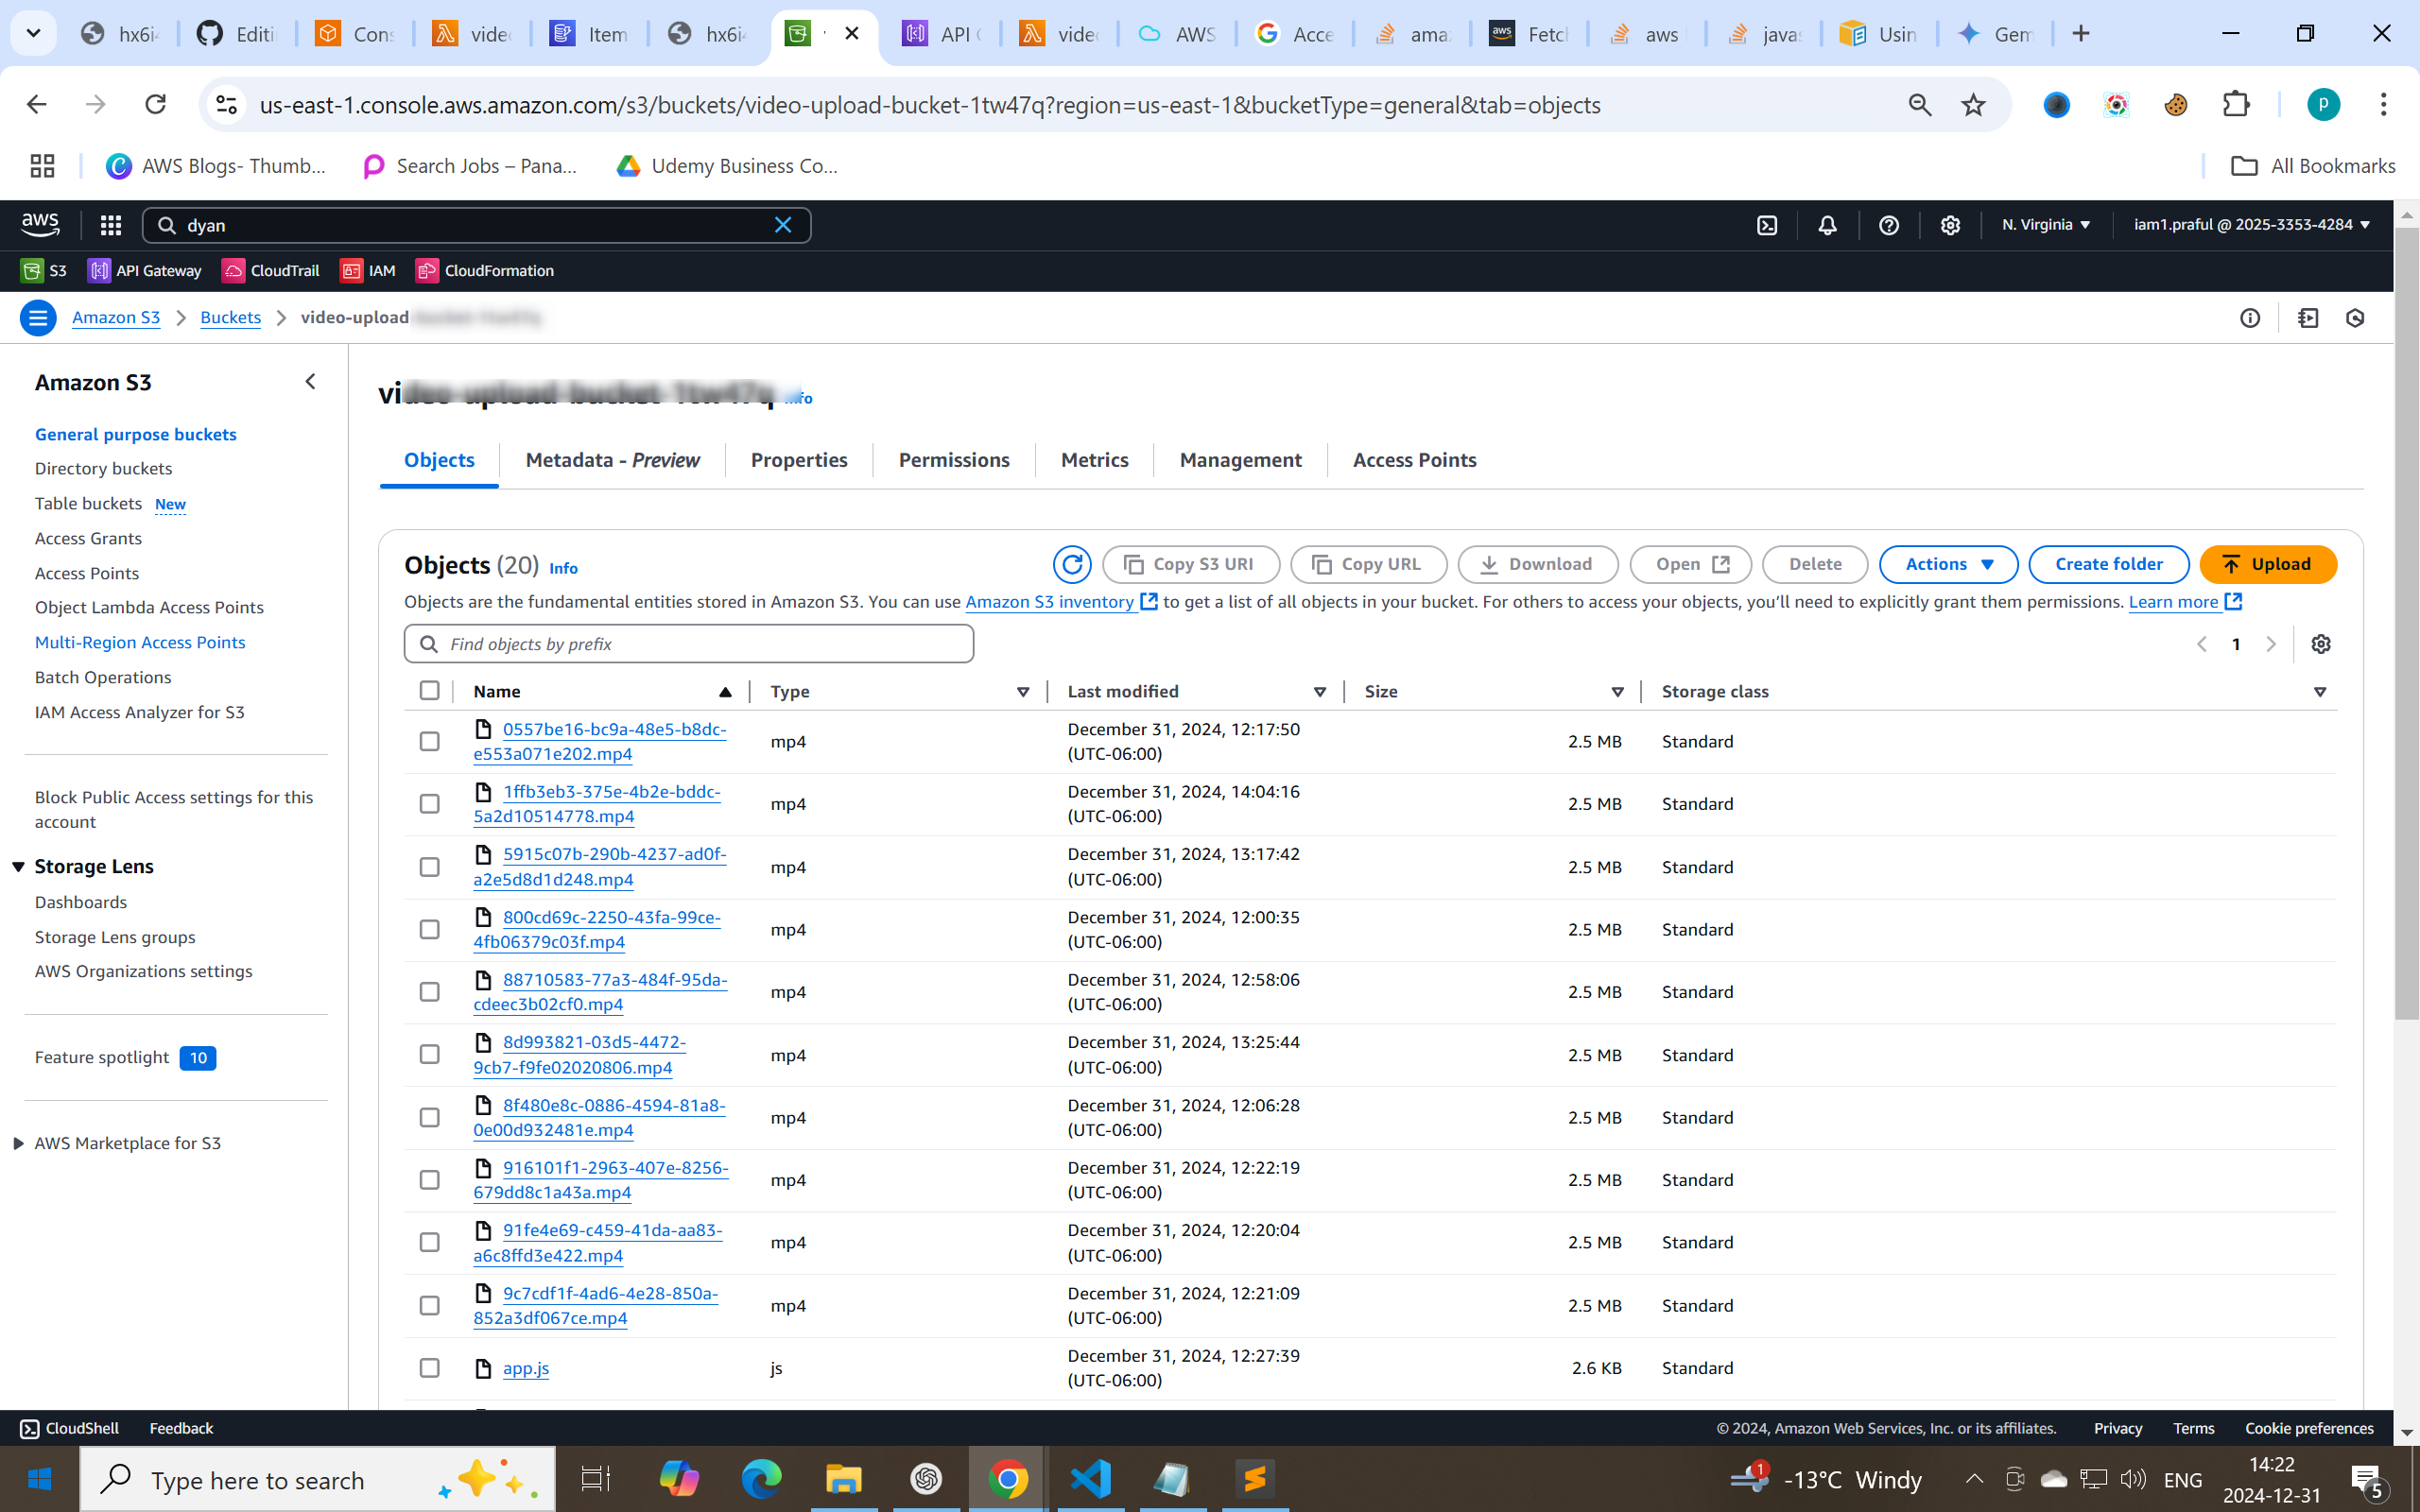 hx6i
Editi
Cons
vide
Item
hx6i
API
vide
AWS
Acce
ama
Fetcl
aws
javas
Usin
Gem
us-east-1.console.aws.amazon.com/s3/buckets/video-upload-bucket-1tw47q?region=us-east-1&bucketType=general&tab=objects
p
AWS Blogs- Thumb...
Search Jobs – Pana...
Udemy Business Co...
All Bookmarks
aws
dyan
N. Virginia
iam1.praful @ 2025-3353-4284
S3
API Gateway
CloudTrail
IAM
CloudFormation
Amazon S3
Buckets
video-upload
Amazon S3
General purpose buckets
Directory buckets
Table buckets New
Access Grants
Access Points
Object Lambda Access Points
Multi-Region Access Points
Batch Operations
IAM Access Analyzer for S3
Block Public Access settings for this
account
Storage Lens
Dashboards
Storage Lens groups
AWS Organizations settings
Feature spotlight 10
AWS Marketplace for S3
video-upload-bucket-1tw47q Info
Objects
Metadata - Preview
Properties
Permissions
Metrics
Management
Access Points
Objects (20) Info
Copy S3 URI
Copy URL
Download
Open
Delete
Actions
Create folder
Upload
Objects are the fundamental entities stored in Amazon S3. You can use Amazon S3 inventory to get a list of all objects in your bucket. For others to access your objects, you'll need to explicitly grant them permissions. Learn more
Find objects by prefix
1
Name Type Last modified Size Storage class
0557be16-bc9a-48e5-b8dc-
e553a071e202.mp4
mp4
December 31, 2024, 12:17:50
(UTC-06:00)
2.5 MB
Standard
1ffb3eb3-375e-4b2e-bddc-
5a2d10514778.mp4
mp4
December 31, 2024, 14:04:16
(UTC-06:00)
2.5 MB
Standard
5915c07b-290b-4237-ad0f-
a2e5d8d1d248.mp4
mp4
December 31, 2024, 13:17:42
(UTC-06:00)
2.5 MB
Standard
800cd69c-2250-43fa-99ce-
4fb06379c03f.mp4
mp4
December 31, 2024, 12:00:35
(UTC-06:00)
2.5 MB
Standard
88710583-77a3-484f-95da-
cdeec3b02cf0.mp4
mp4
December 31, 2024, 12:58:06
(UTC-06:00)
2.5 MB
Standard
8d993821-03d5-4472-
9cb7-f9fe02020806.mp4
mp4
December 31, 2024, 13:25:44
(UTC-06:00)
2.5 MB
Standard
8f480e8c-0886-4594-81a8-
0e00d932481e.mp4
mp4
December 31, 2024, 12:06:28
(UTC-06:00)
2.5 MB
Standard
916101f1-2963-407e-8256-
679dd8c1a43a.mp4
mp4
December 31, 2024, 12:22:19
(UTC-06:00)
2.5 MB
Standard
91fe4e69-c459-41da-aa83-
a6c8ffd3e422.mp4
mp4
December 31, 2024, 12:20:04
(UTC-06:00)
2.5 MB
Standard
9c7cdf1f-4ad6-4e28-850a-
852a3df067ce.mp4
mp4
December 31, 2024, 12:21:09
(UTC-06:00)
2.5 MB
Standard
app.js
js
December 31, 2024, 12:27:39
(UTC-06:00)
2.6 KB
Standard
CloudShell
Feedback
© 2024, Amazon Web Services, Inc. or its affiliates.
Privacy
Terms
Cookie preferences
Type here to search
1
-13°C Windy
ENG
14:22
2024-12-31
5